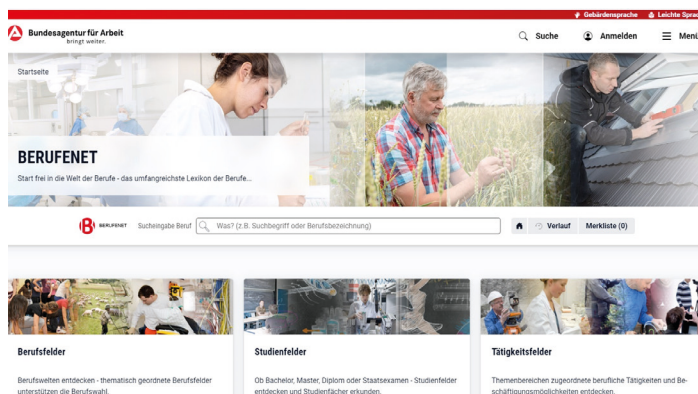 Gebärdensprache Leichte Sprac
Bundesagentur für Arbeit
bringt weiter.
Suche Anmelden Menü
Startseite
BERUFENET
Start frei in die Welt der Berufe - das umfangreichste Lexikon der Berufe...
BERUFENET Sucheingabe Beruf Was? (z.B. Suchbegriff oder Berufsbezeichnung) Verlauf Merkliste (0)
Berufsfelder
Berufswelten entdecken - thematisch geordnete Berufsfelder
unterstützen die Berufswahl.
Studienfelder
Ob Bachelor, Master, Diplom oder Staatsexamen - Studienfelder
entdecken und Studienfächer erkunden.
Tätigkeitsfelder
Themenbereichen zugeordnete berufliche Tätigkeiten und Be-
schäftigungsmöglichkeiten entdecken.